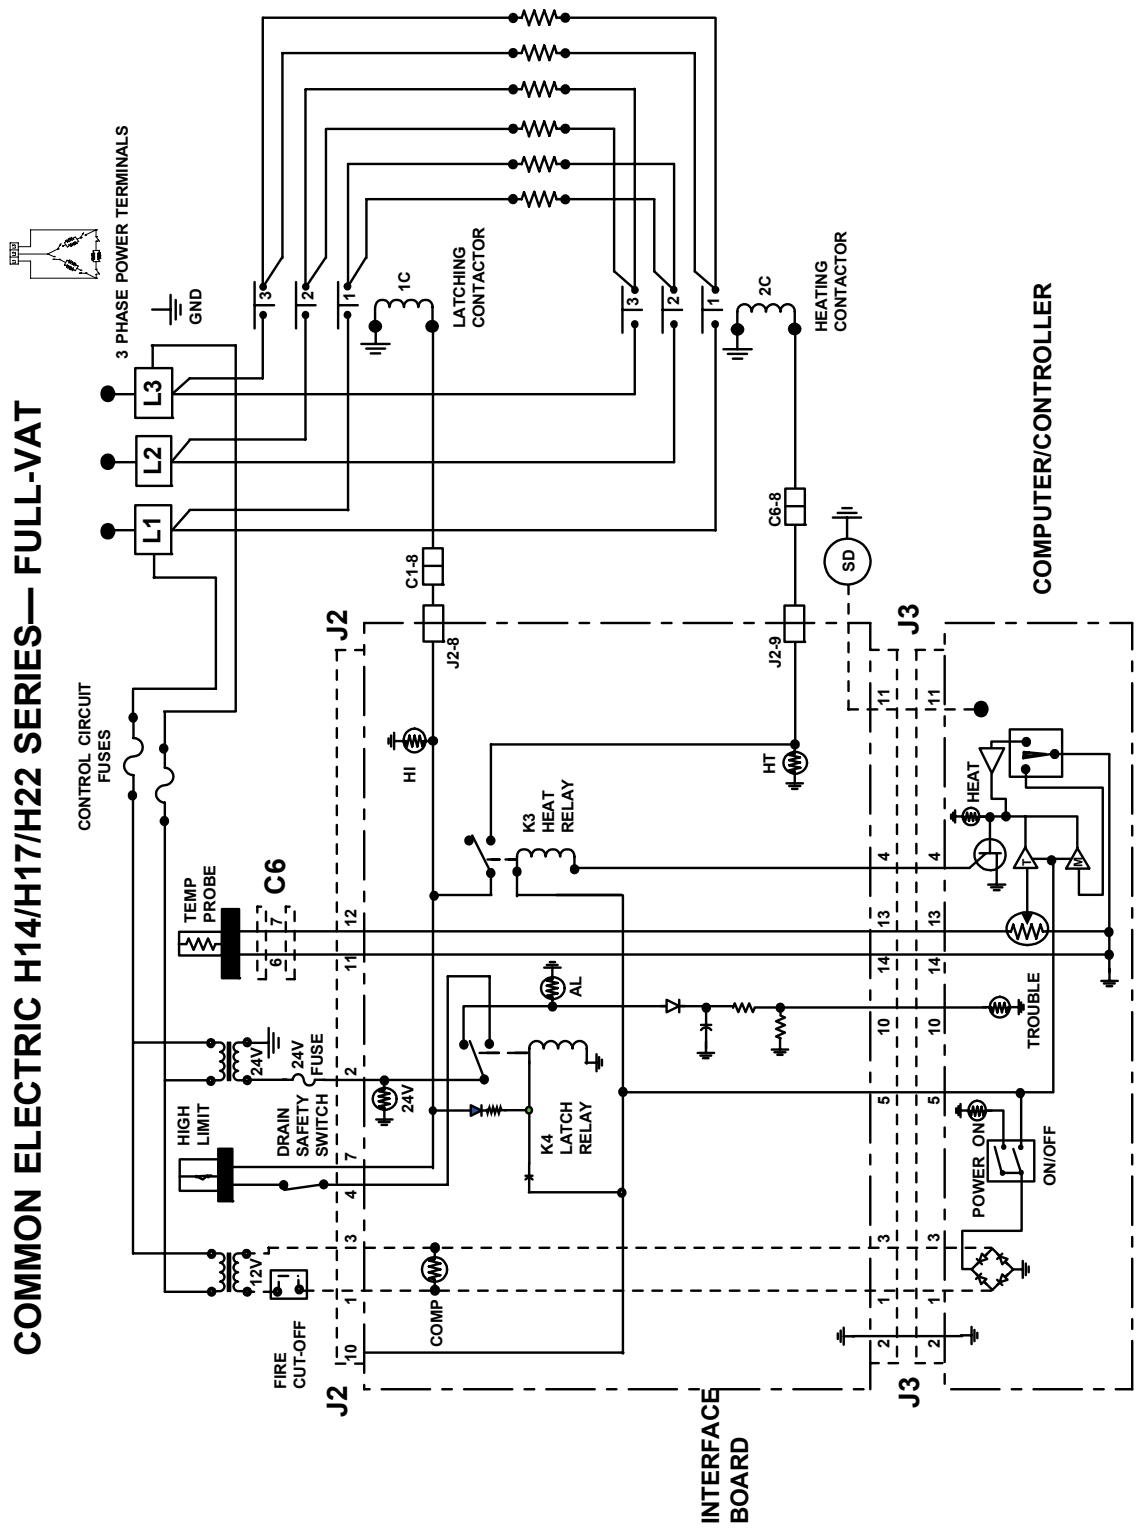 COMMON ELECTRIC H14/H17/H22 SERIES— FULL-VAT
3 PHASE POWER TERMINALS
GND
L1
L2
L3
CONTROL CIRCUIT
FUSES
FIRE
CUT-OFF
12V
HIGH
LIMIT
DRAIN
SAFETY
SWITCH
24V
24V
FUSE
TEMP
PROBE
C6
6
7
J2
10
1
3
4
7
2
11
12
J2
3
2
1
1C
LATCHING
CONTACTOR
C1-8
J2-8
HI
COMP
24V
K4
LATCH
RELAY
AL
K3
HEAT
RELAY
HT
3
2
1
2C
HEATING
CONTACTOR
C6-8
J2-9
SD
INTERFACE
BOARD
J3
2
1
3
5
10
14
13
4
11
J3
2
1
3
5
10
14
13
4
11
POWER ON
ON/OFF
TROUBLE
HEAT
T
M
COMPUTER/CONTROLLER